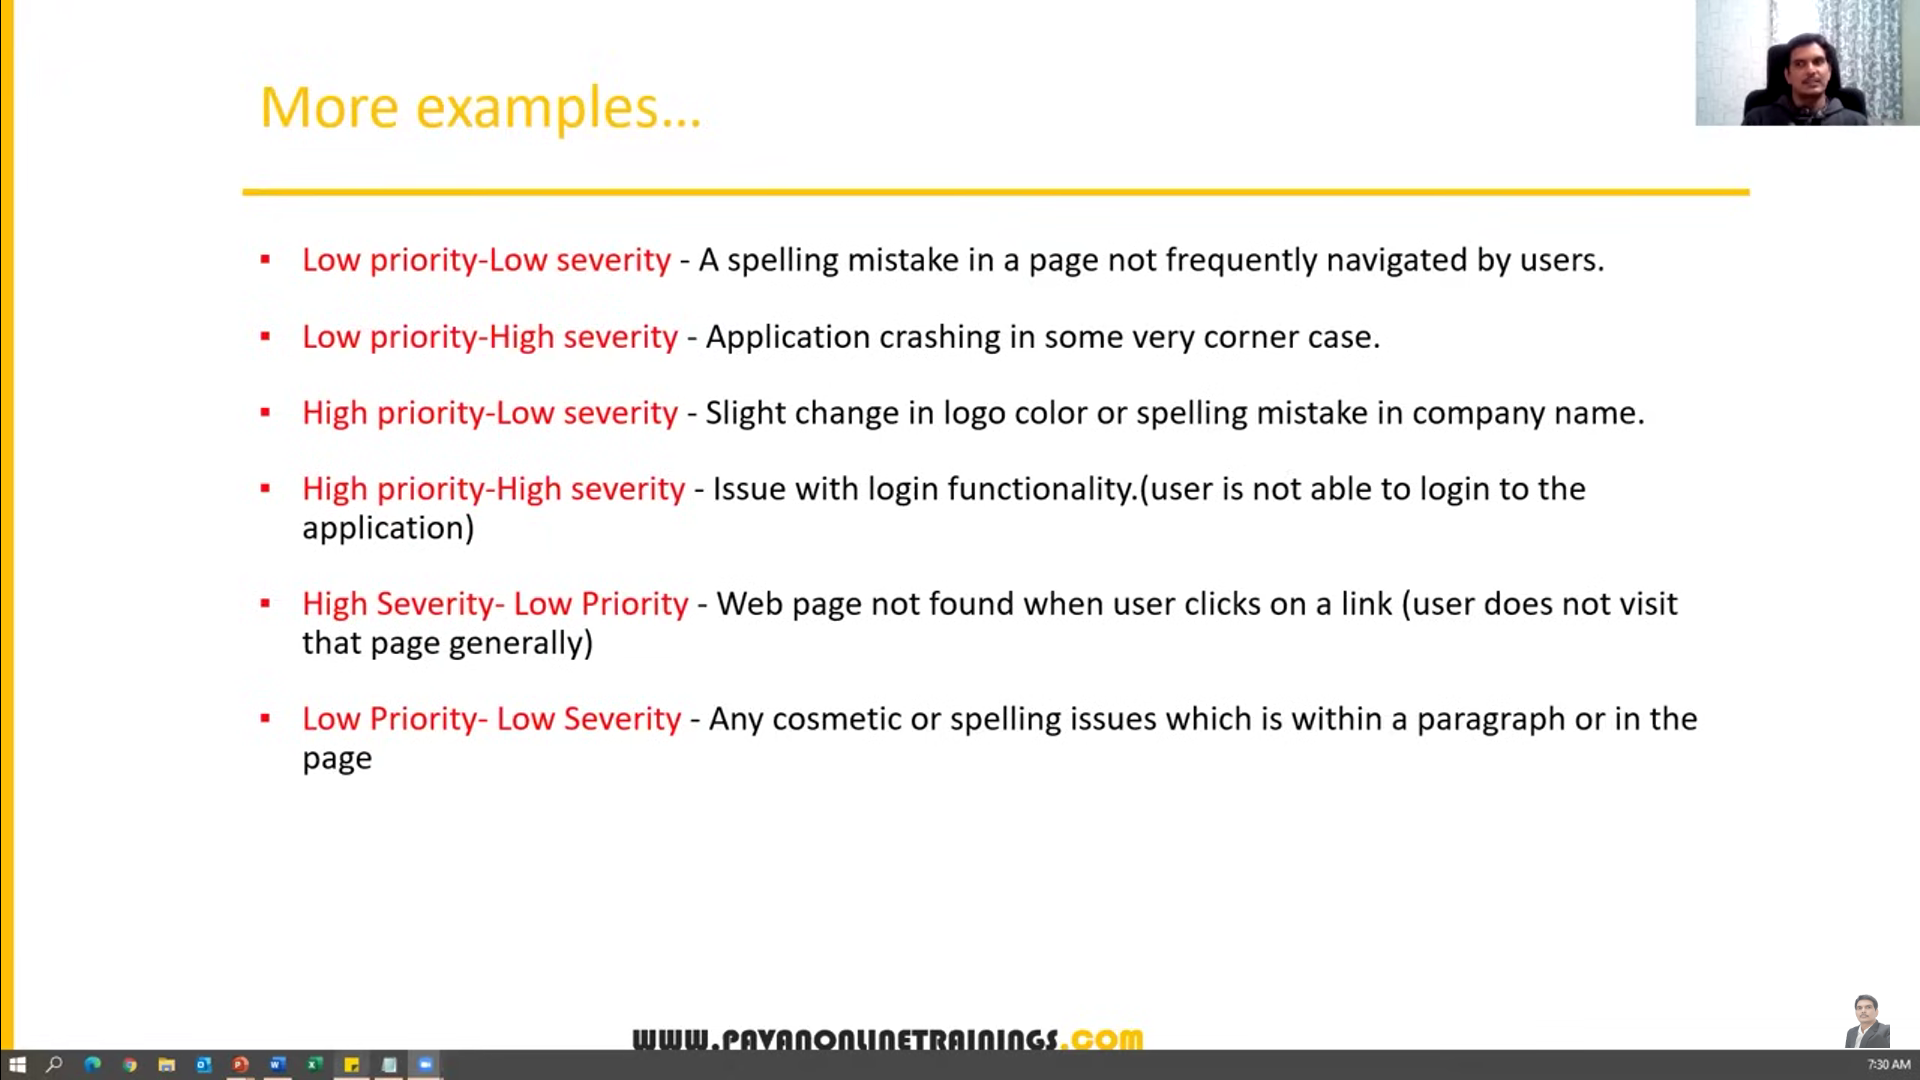 More examples...
▪ Low priority-Low severity - A spelling mistake in a page not frequently navigated by users.
▪ Low priority-High severity - Application crashing in some very corner case.
▪ High priority-Low severity - Slight change in logo color or spelling mistake in company name.
▪ High priority-High severity - Issue with login functionality.(user is not able to login to the
application)
▪ High Severity- Low Priority - Web page not found when user clicks on a link (user does not visit
that page generally)
▪ Low Priority- Low Severity - Any cosmetic or spelling issues which is within a paragraph or in the
page
WWW.PAVANONLINETRAININGS.COM
7:30 AM